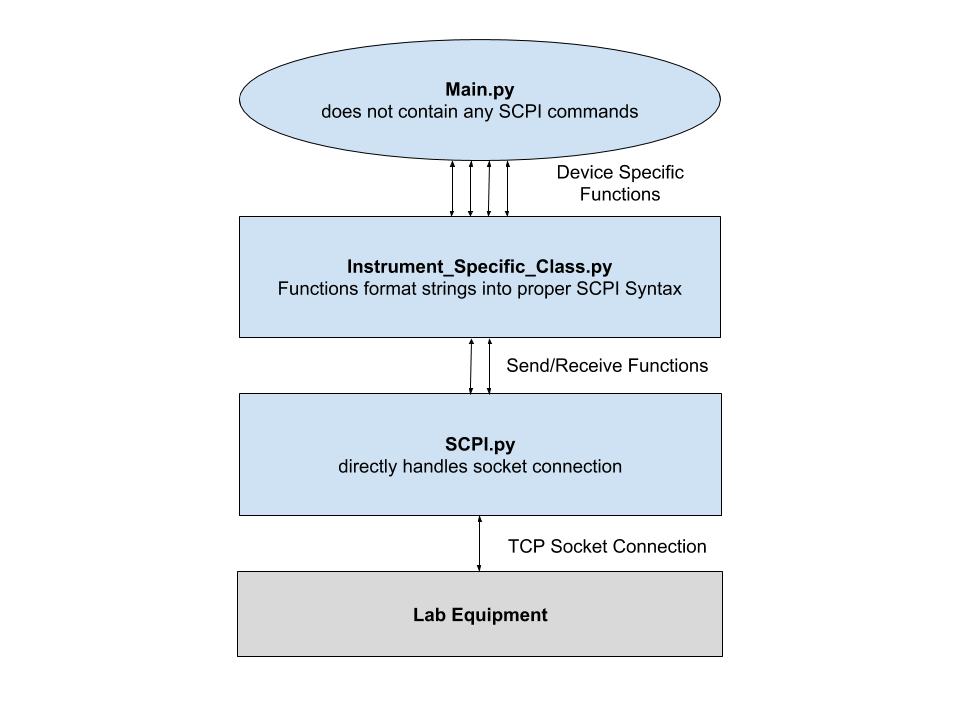 Main.py
does not contain any SCPI commands
Device Specific
Functions
Instrument_Specific_Class.py
Functions format strings into proper SCPI Syntax
Send/Receive Functions
SCPI.py
directly handles socket connection
TCP Socket Connection
Lab Equipment